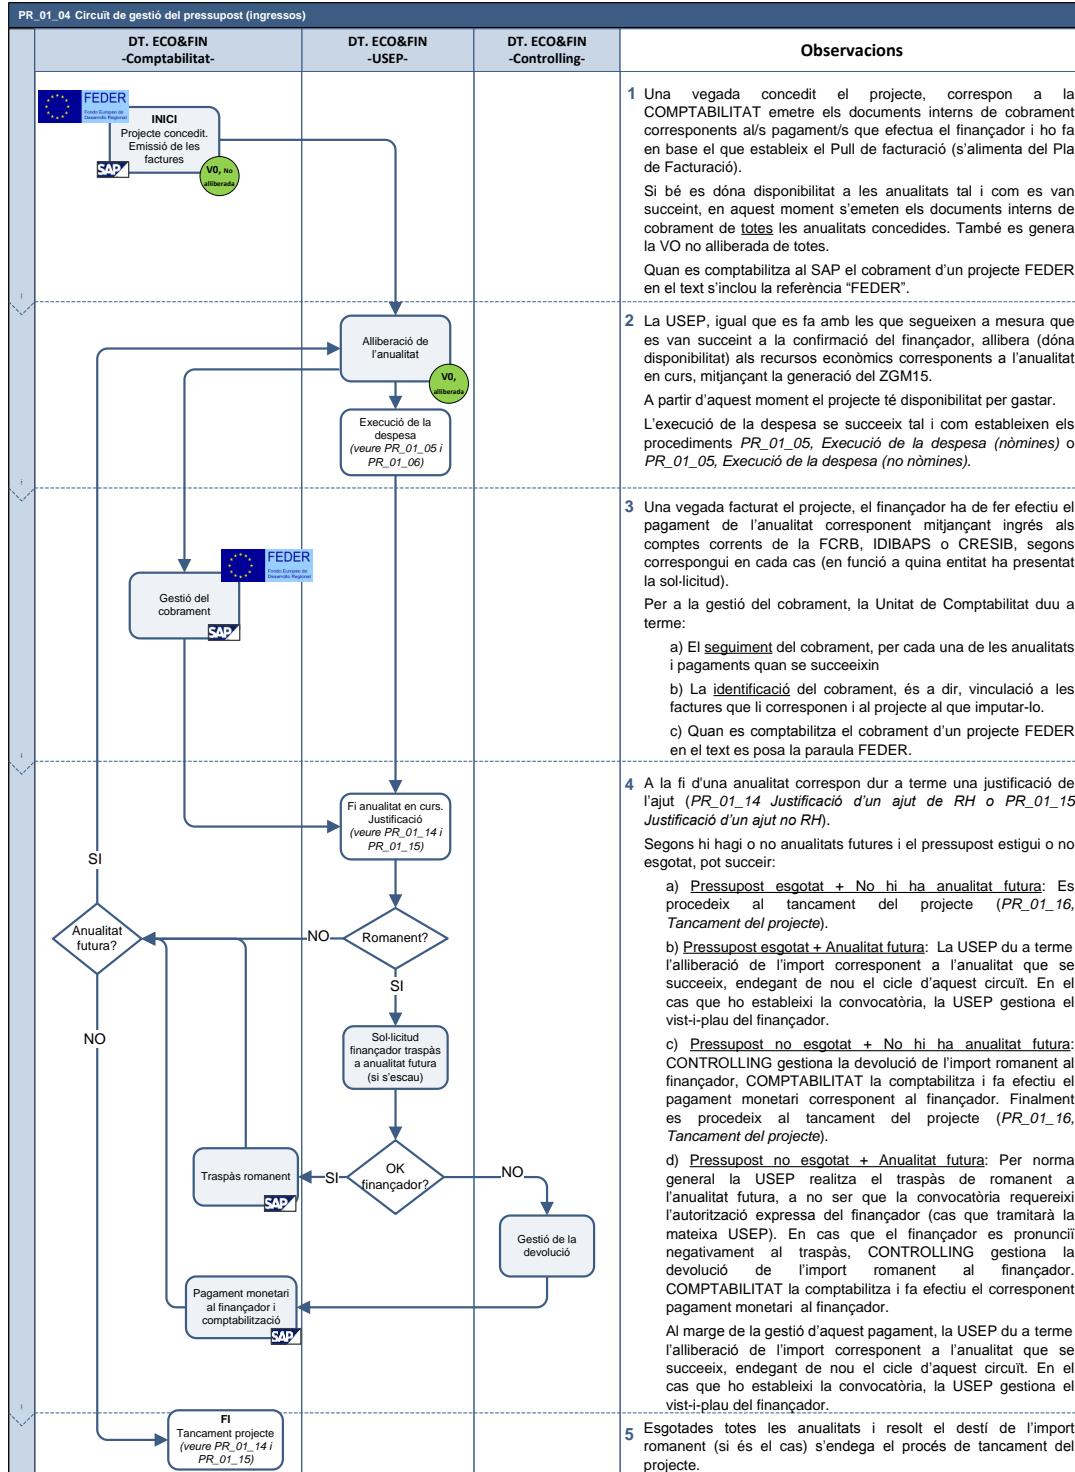 PR_01_04 Circuït de gestió del pressupost (ingressos)
DT. ECO&FIN
-Comptabilitat-
DT. ECO&FIN
-USEP-
DT. ECO&FIN
-Controlling-
Observacions
FEDER
Fondo Europeo de
Desarrollo Regional
INICI
Projecte concedit.
Emissió de les
factures
SAP
V0, No
alliberada
1 Una vegada concedit el projecte, correspon a la
COMPTABILITAT emetre els documents interns de cobrament
corresponents al/s pagament/s que efectua el finançador i ho fa
en base el que estableix el Pull de facturació (s’alimenta del Pla
de Facturació).
Si bé es dóna disponibilitat a les anualitats tal i com es van
succeint, en aquest moment s’emeten els documents interns de
cobrament de totes les anualitats concedides. També es genera
la VO no alliberada de totes.
Quan es comptabilitza al SAP el cobrament d’un projecte FEDER
en el text s’inclou la referència “FEDER”.
Alliberació de
l’anualitat
V0,
alliberada
Execució de la
despesa
(veure PR_01_05 i
PR_01_06)
2 La USEP, igual que es fa amb les que segueixen a mesura que
es van succeint a la confirmació del finançador, allibera (dóna
disponibilitat) als recursos econòmics corresponents a l’anualitat
en curs, mitjançant la generació del ZGM15.
A partir d’aquest moment el projecte té disponibilitat per gastar.
L’execució de la despesa se succeeix tal i com estableixen els
procediments PR_01_05, Execució de la despesa (nòmines) o
PR_01_05, Execució de la despesa (no nòmines).
FEDER
Fondo Europeo de
Desarrollo Regional
Gestió del
cobrament
SAP
3 Una vegada facturat el projecte, el finançador ha de fer efectiu el
pagament de l’anualitat corresponent mitjançant ingrés als
comptes corrents de la FCRB, IDIBAPS o CRESIB, segons
correspongui en cada cas (en funció a quina entitat ha presentat
la sol·licitud).
Per a la gestió del cobrament, la Unitat de Comptabilitat duu a
terme:
a) El seguiment del cobrament, per cada una de les anualitats
i pagaments quan se succeeixin
b) La identificació del cobrament, és a dir, vinculació a les
factures que li corresponen i al projecte al que imputar-lo.
c) Quan es comptabilitza el cobrament d’un projecte FEDER
en el text es posa la paraula FEDER.
Fi anualitat en curs.
Justificació
(veure PR_01_14 i
PR_01_15)
SI
Anualitat
futura?
NO
Romanent?
SI
NO
Sol·licitud
finançador traspàs
a anualitat futura
(si s’escau)
Traspàs romanent
SAP
SI
OK
finançador?
NO
Gestió de la
devolució
Pagament monetari
al finançador i
comptabilització
SAP
4 A la fi d’una anualitat correspon dur a terme una justificació de
l’ajut (PR_01_14 Justificació d’un ajut de RH o PR_01_15
Justificació d’un ajut no RH).
Segons hi hagi o no anualitats futures i el pressupost estigui o no
esgotat, pot succeir:
a) Pressupost esgotat + No hi ha anualitat futura: Es
procedeix al tancament del projecte (PR_01_16,
Tancament del projecte).
b) Pressupost esgotat + Anualitat futura: La USEP du a terme
l’alliberació de l’import corresponent a l’anualitat que se
succeeix, endegant de nou el cicle d’aquest circuït. En el
cas que ho estableixi la convocatòria, la USEP gestiona el
vist-i-plau del finançador.
c) Pressupost no esgotat + No hi ha anualitat futura:
CONTROLLING gestiona la devolució de l’import romanent al
finançador, COMPTABILITAT la comptabilitza i fa efectiu el
pagament monetari corresponent al finançador. Finalment
es procedeix al tancament del projecte (PR_01_16,
Tancament del projecte).
d) Pressupost no esgotat + Anualitat futura: Per norma
general la USEP realitza el traspàs de romanent a
l’anualitat futura, a no ser que la convocatòria requereixi
l’autorització expressa del finançador (cas que tramitarà la
mateixa USEP). En cas que el finançador es pronunciï
negativament al traspàs, CONTROLLING gestiona la
devolució de l’import romanent al finançador.
COMPTABILITAT la comptabilitza i fa efectiu el corresponent
pagament monetari al finançador.
Al marge de la gestió d’aquest pagament, la USEP du a terme
l’alliberació de l’import corresponent a l’anualitat que se
succeeix, endegant de nou el cicle d’aquest circuït. En el
cas que ho estableixi la convocatòria, la USEP gestiona el
vist-i-plau del finançador.
FI
Tancament projecte
(veure PR_01_14 i
PR_01_15)
5 Esgotades totes les anualitats i resolt el destí de l’import
romanent (si és el cas) s’endega el procés de tancament del
projecte.